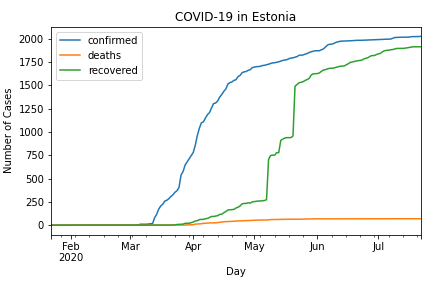 COVID-19 in Estonia
confirmed
deaths
recovered
Number of Cases
2000
1750
1500
1250
1000
750
500
250
0
Feb
2020
Mar
Apr
May
Jun
Jul
Day